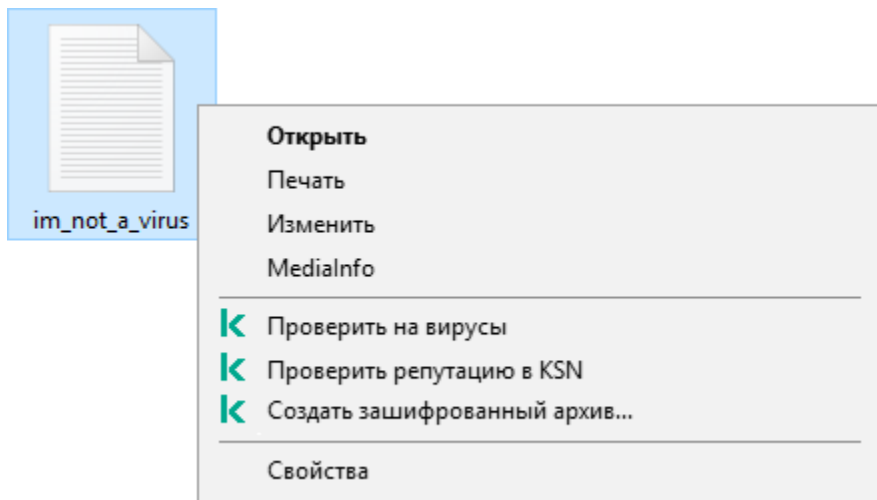 im_not_a_virus
Открыть
Печать
Изменить
MediaInfo
Проверить на вирусы
Проверить репутацию в KSN
Создать зашифрованный архив...
Свойства